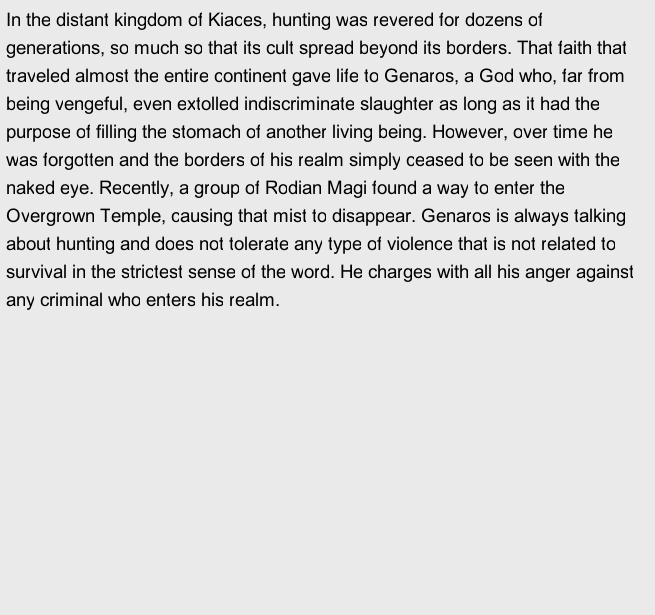 In the distant kingdom of Kiaces, hunting was revered for dozens of
generations, so much so that its cult spread beyond its borders. That faith that
traveled almost the entire continent gave life to Genaros, a God who, far from
being vengeful, even extolled indiscriminate slaughter as long as it had the
purpose of filling the stomach of another living being. However, over time he
was forgotten and the borders of his realm simply ceased to be seen with the
naked eye. Recently, a group of Rodian Magi found a way to enter the
Overgrown Temple, causing that mist to disappear. Genaros is always talking
about hunting and does not tolerate any type of violence that is not related to
survival in the strictest sense of the word. He charges with all his anger against
any criminal who enters his realm.